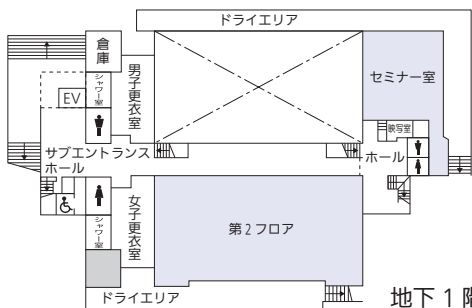 ドライエリア
倉庫
シャワー室
男子更衣室
セミナー室
EV
映写室
サブエントランス
ホール
ホール
シャワー室
女子更衣室
第2フロア
ドライエリア
地下1階